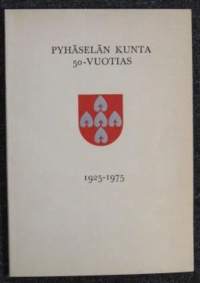 PYHÄSELÄN KUNTA
50-VUOTIAS
1925-1975